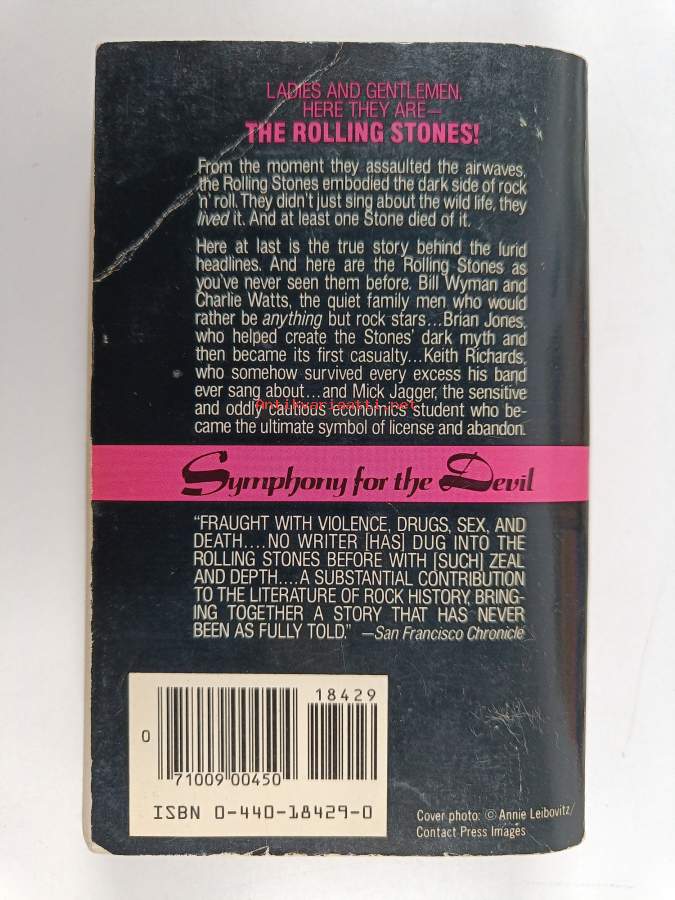 LADIES AND GENTLEMEN,
HERE THEY ARE—
THE ROLLING STONES!
From the moment they assaulted the airwaves,
the Rolling Stones embodied the dark side of rock
'n' roll. They didn't just sing about the wild life, they
lived it. And at least one Stone died of it.
Here at last is the true story behind the lurid
headlines. And here are the Rolling Stones as
you've never seen them before. Bill Wyman and
Charlie Watts, the quiet family men who would
rather be anything but rock stars...Brian Jones,
who helped create the Stones' dark myth and
then became its first casualty...Keith Richards,
who somehow survived every excess his band
ever sang about...and Mick Jagger, the sensitive
Antikvariaatti.net
and oddly cautious economics student who be-
came the ultimate symbol of license and abandon.
Symphony for the Devil
"FRAUGHT WITH VIOLENCE, DRUGS, SEX, AND
DEATH....NO WRITER [HAS] DUG INTO THE
ROLLING STONES BEFORE WITH [SUCH] ZEAL
AND DEPTH....A SUBSTANTIAL CONTRIBUTION
TO THE LITERATURE OF ROCK HISTORY, BRING-
ING TOGETHER A STORY THAT HAS NEVER
BEEN AS FULLY TOLD." —San Francisco Chronicle
18429
0
71009 00450
ISBN 0-440-18429-0
Cover photo: © Annie Leibovitz/
Contact Press Images